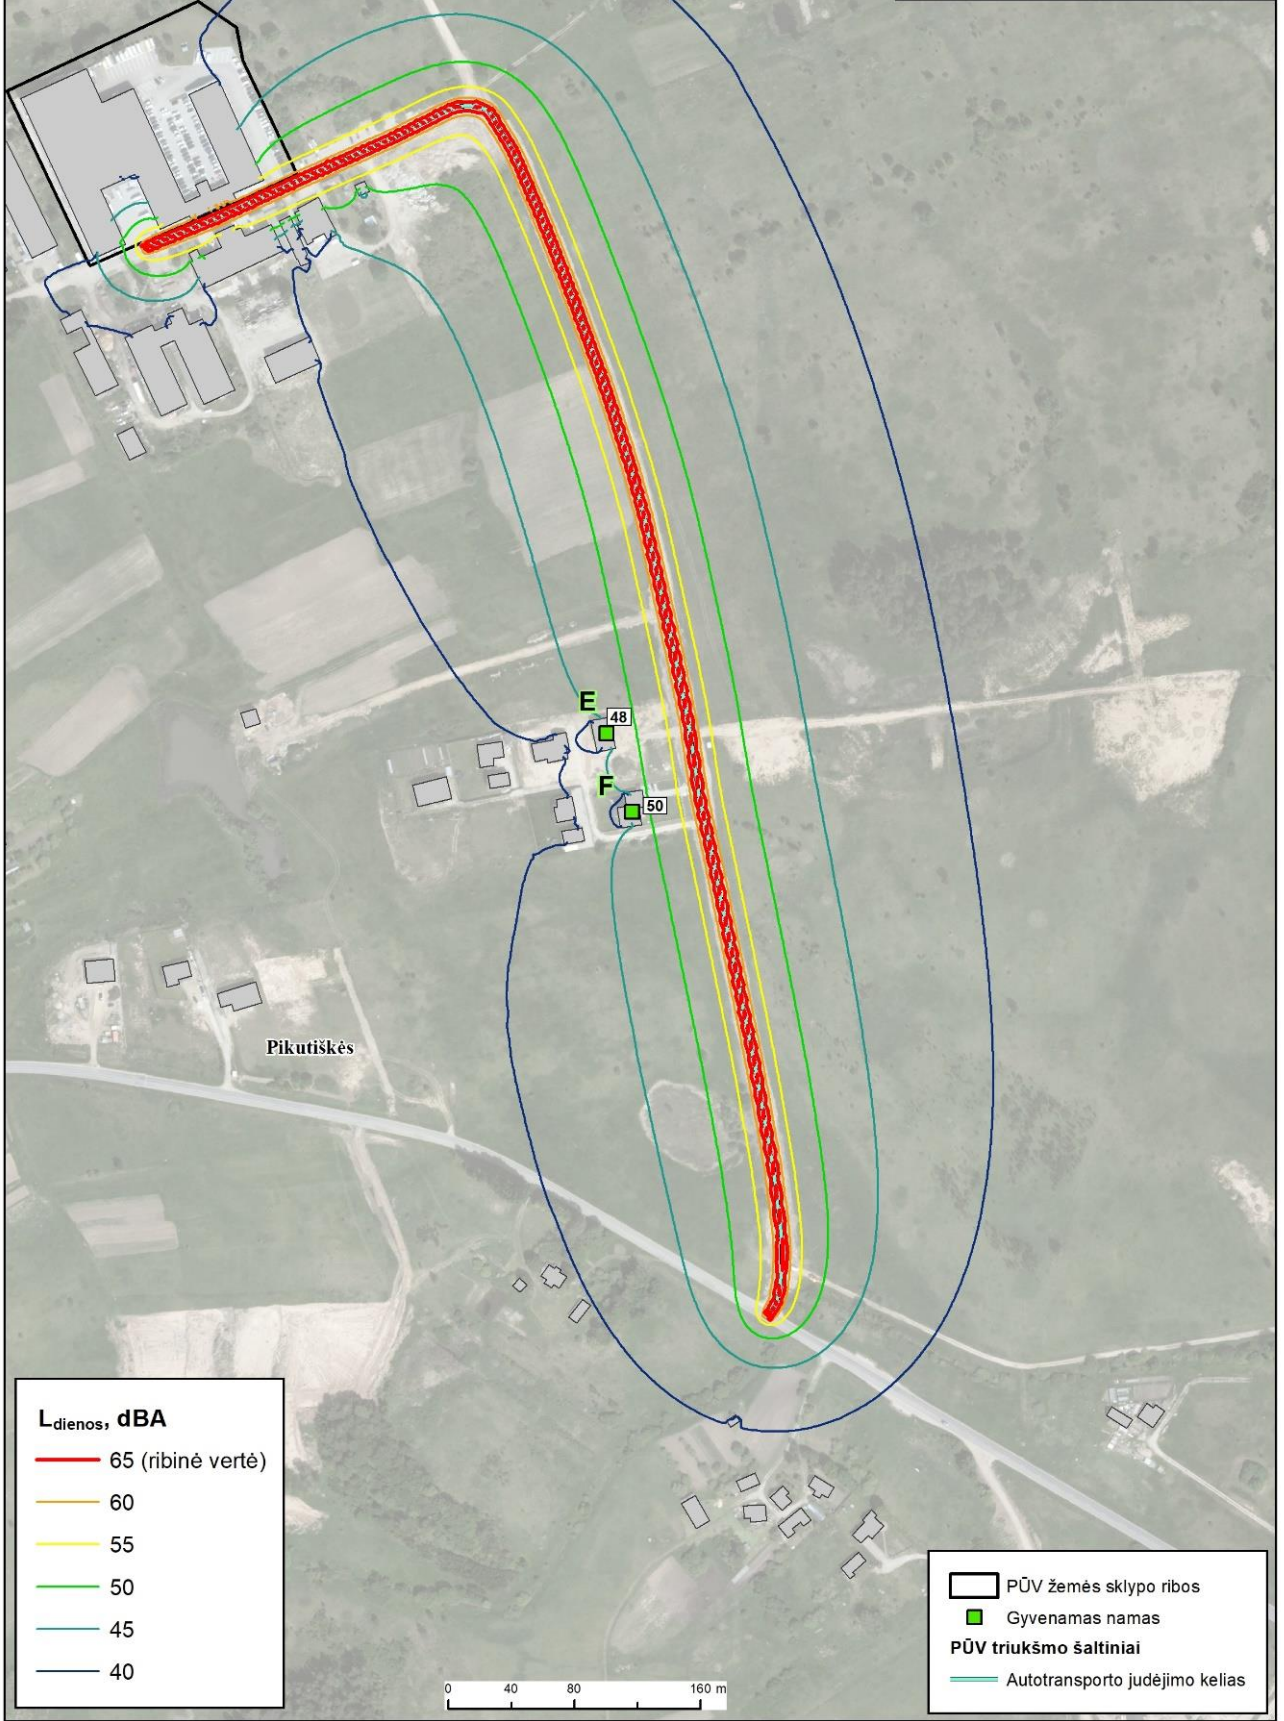 E
48
F
50
Pikutiškės
Ldienos, dBA
65 (ribinė vertė)
60
55
50
45
40
0 40 80 160 m
PŪV žemės sklypo ribos
Gyvenamas namas
PŪV triukšmo šaltiniai
Autotransporto judėjimo kelias